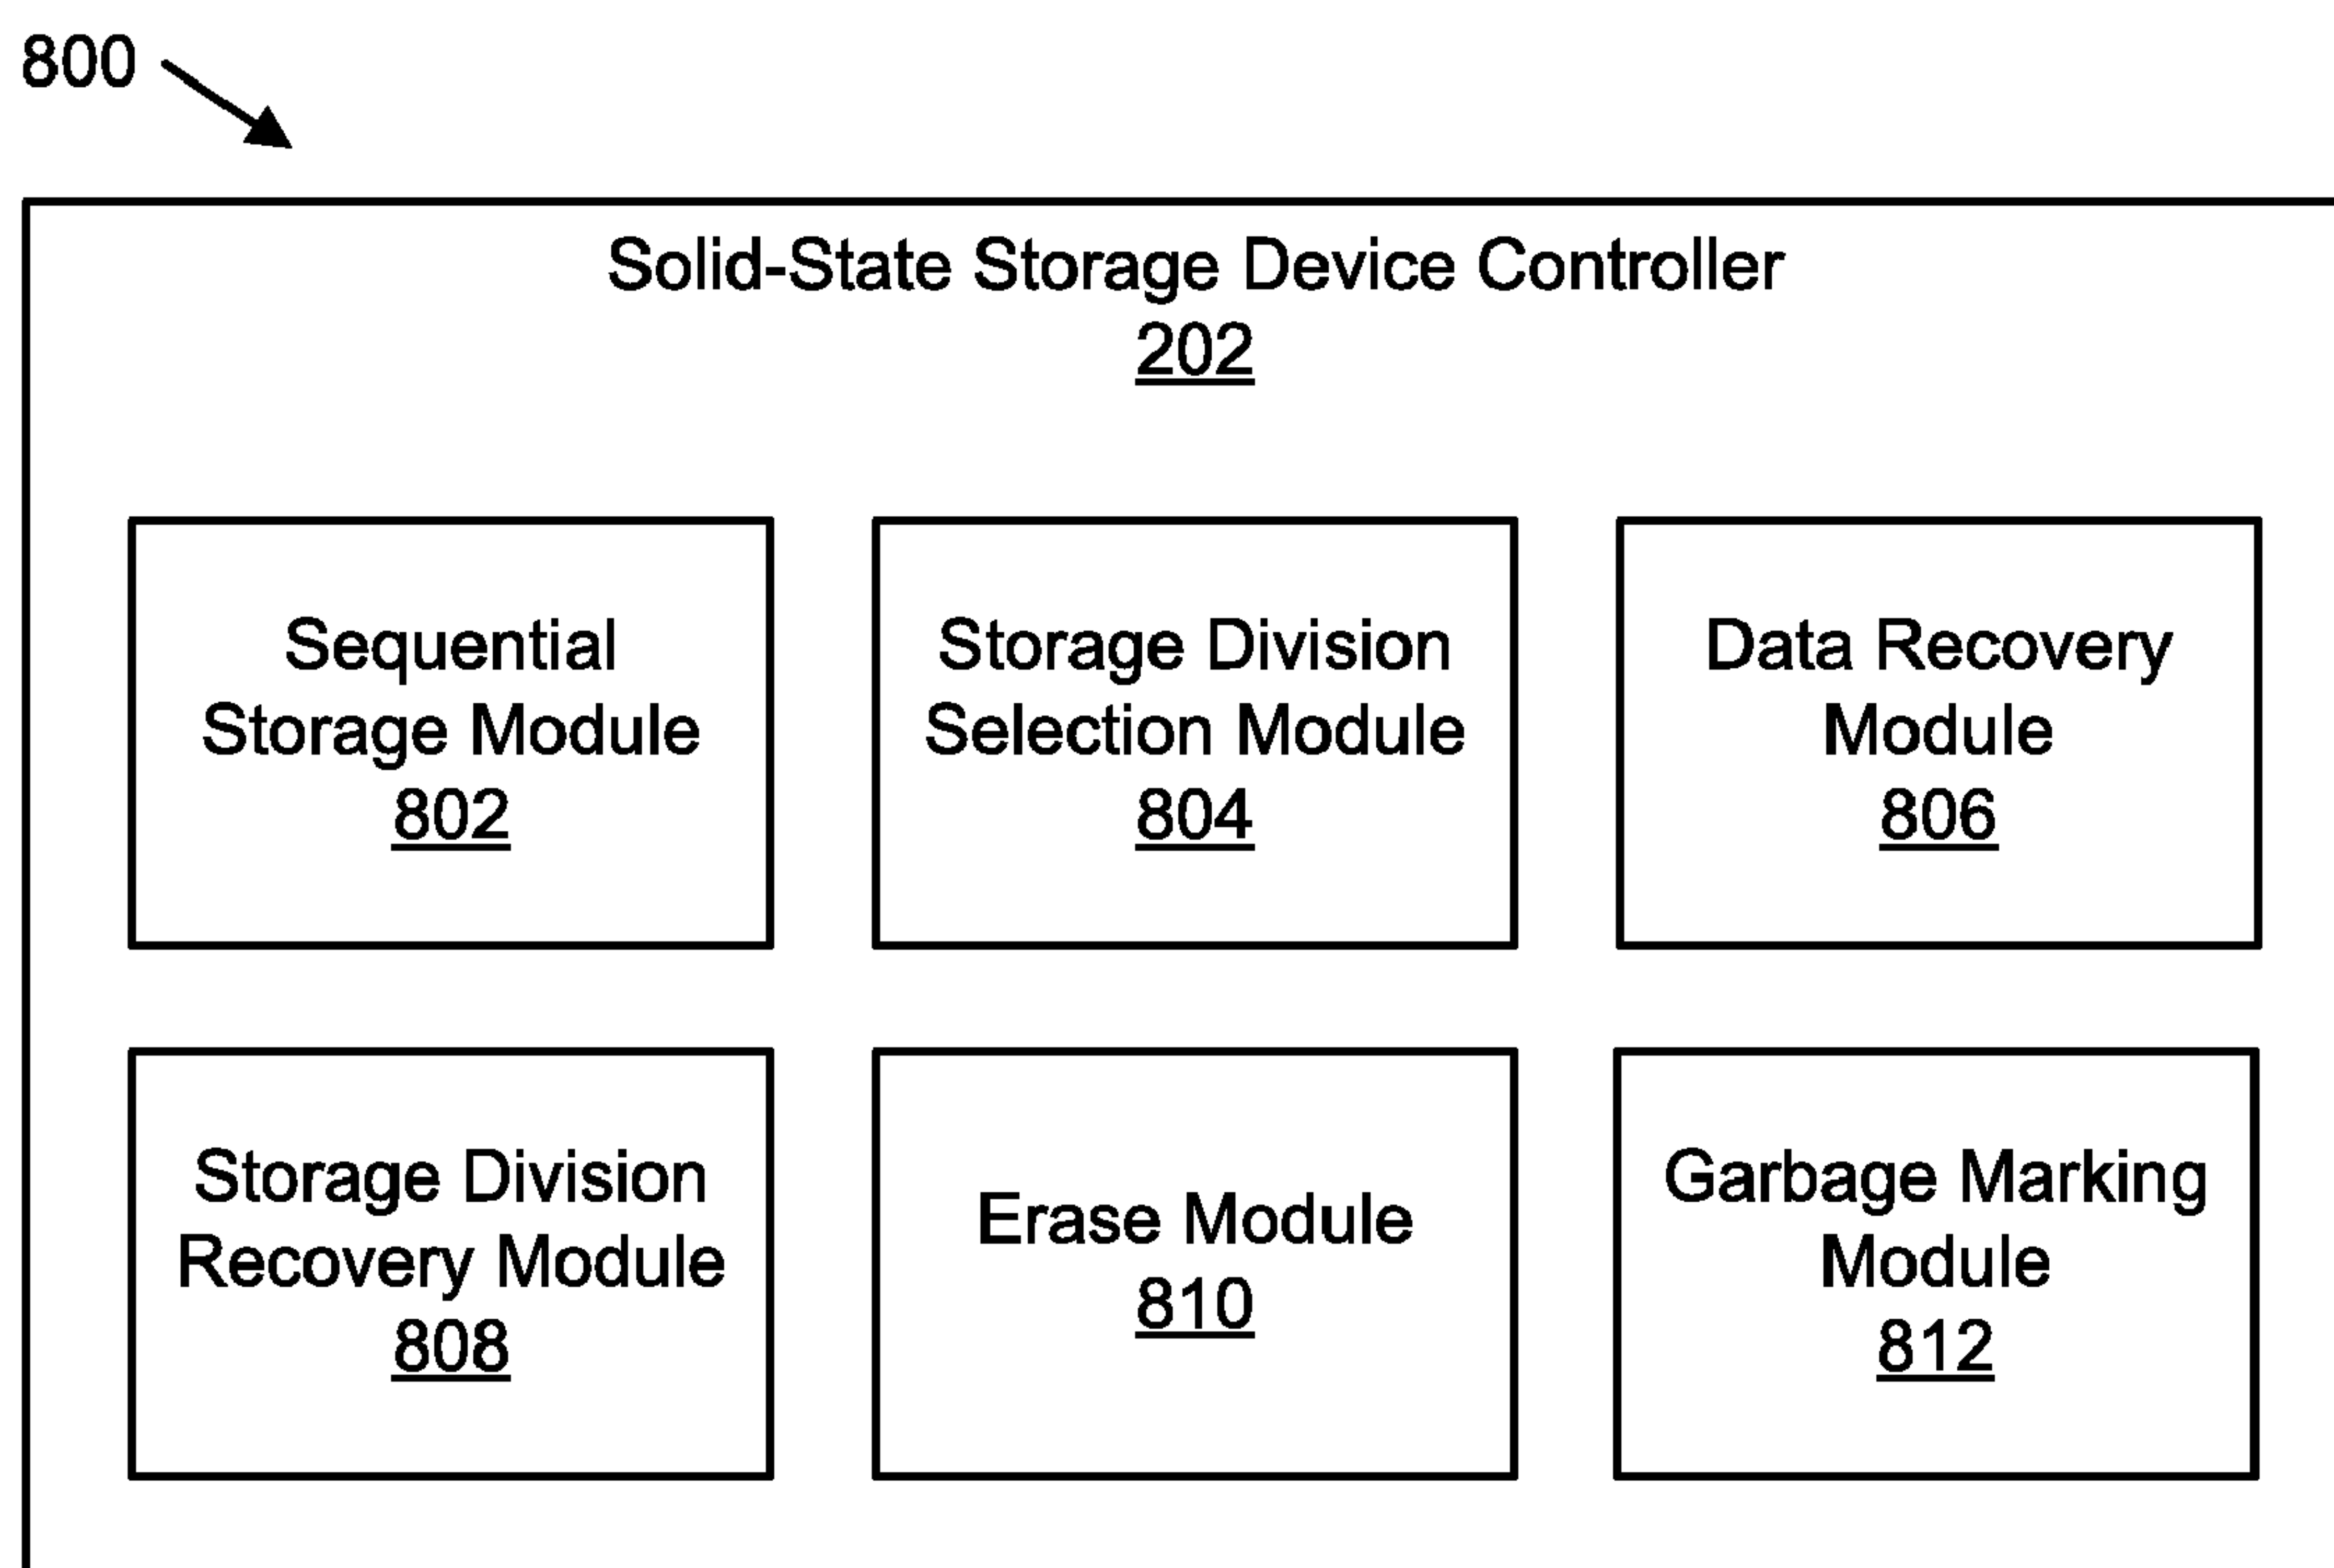 800
Solid-State Storage Device Controller
202
Sequential
Storage Module
802
Storage Division
Selection Module
804
Data Recovery
Module
806
Storage Division
Recovery Module
808
Erase Module
810
Garbage Marking
Module
812